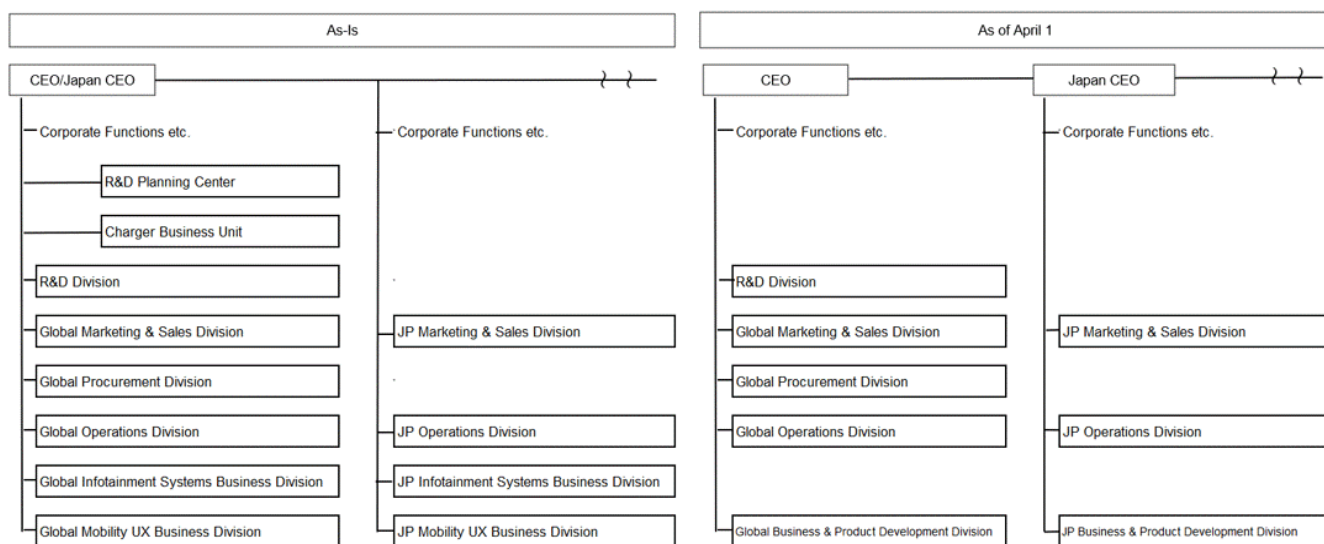 As-Is
CEO/Japan CEO
Corporate Functions etc.
R&D Planning Center
Charger Business Unit
R&D Division
Global Marketing & Sales Division
Global Procurement Division
Global Operations Division
Global Infotainment Systems Business Division
Global Mobility UX Business Division
Corporate Functions etc.
JP Marketing & Sales Division
JP Operations Division
JP Infotainment Systems Business Division
JP Mobility UX Business Division
As of April 1
CEO
Corporate Functions etc.
R&D Division
Global Marketing & Sales Division
Global Procurement Division
Global Operations Division
Global Business & Product Development Division
Japan CEO
Corporate Functions etc.
JP Marketing & Sales Division
JP Operations Division
JP Business & Product Development Division